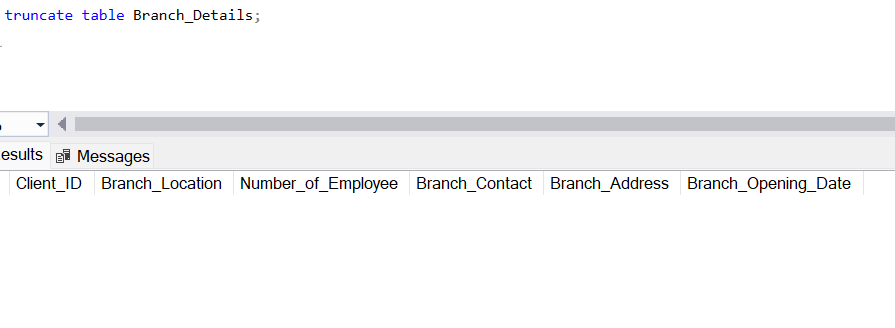 truncate table Branch_Details;
esults Messages
Client_ID Branch_Location Number_of_Employee Branch_Contact Branch_Address Branch_Opening_Date